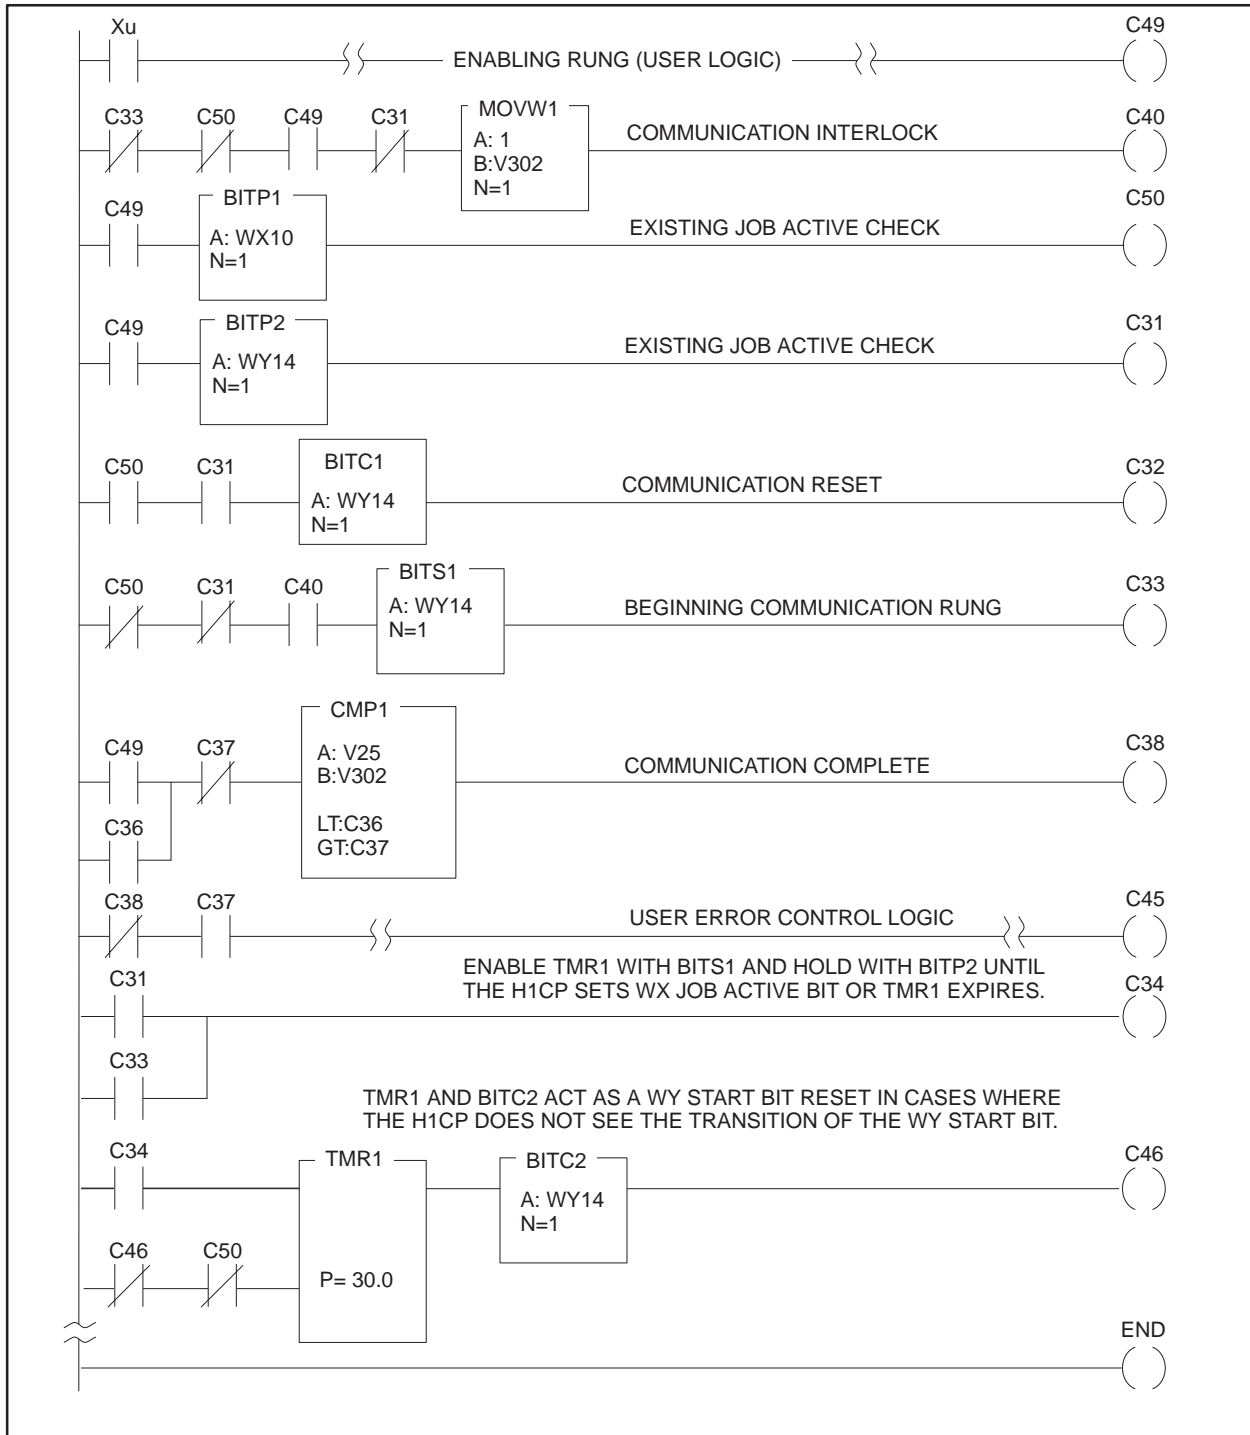 Xu
C49
ENABLING RUNG (USER LOGIC)
C33 C50 C49 C31
MOVW1
A: 1
B:V302
N=1
COMMUNICATION INTERLOCK
C40
C49
BITP1
A: WX10
N=1
EXISTING JOB ACTIVE CHECK
C50
C49
BITP2
A: WY14
N=1
EXISTING JOB ACTIVE CHECK
C31
C50 C31
BITC1
A: WY14
N=1
COMMUNICATION RESET
C32
C50 C31 C40
BITS1
A: WY14
N=1
BEGINNING COMMUNICATION RUNG
C33
CMP1
C49 C37
A: V25
B:V302
LT:C36
GT:C37
COMMUNICATION COMPLETE
C38
C36
C38 C37
USER ERROR CONTROL LOGIC
C45
ENABLE TMR1 WITH BITS1 AND HOLD WITH BITP2 UNTIL
THE H1CP SETS WX JOB ACTIVE BIT OR TMR1 EXPIRES.
C31
C34
C33
TMR1 AND BITC2 ACT AS A WY START BIT RESET IN CASES WHERE
THE H1CP DOES NOT SEE THE TRANSITION OF THE WY START BIT.
C34
TMR1
BITC2
A: WY14
N=1
C46
C46 C50
P= 30.0
END